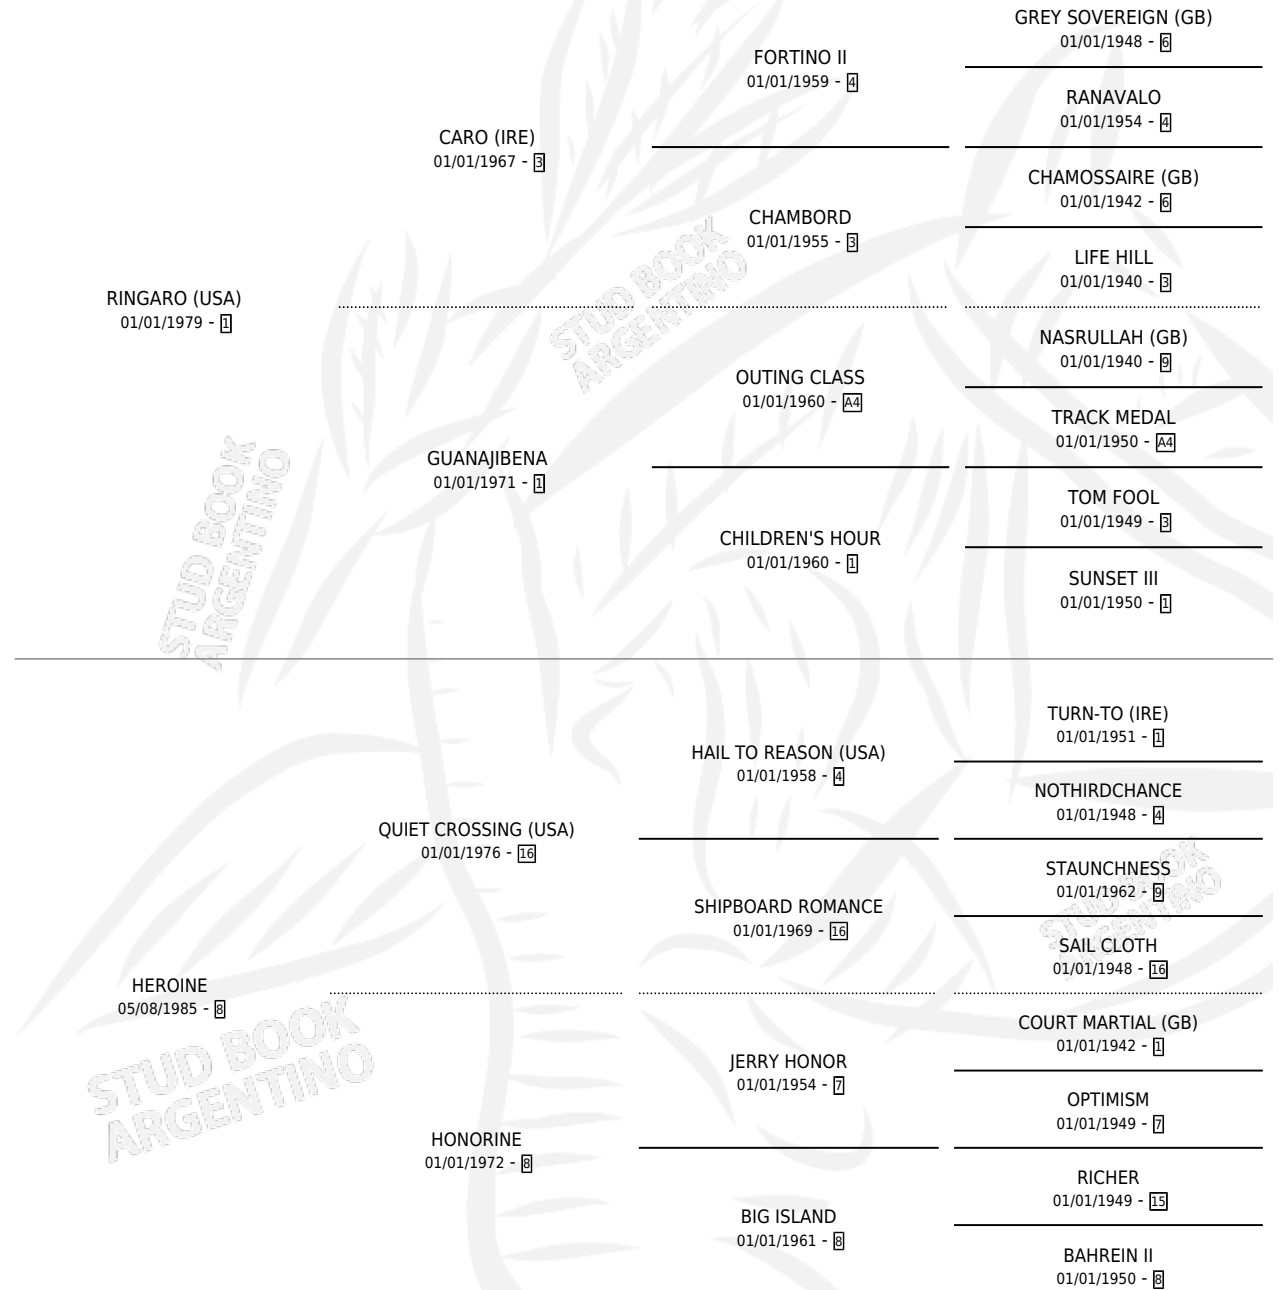 GREY SOVEREIGN (GB)
01/01/1948 - 6
FORTINO II
01/01/1959 - 4
RANAVALO
01/01/1954 - 4
CARO (IRE)
01/01/1967 - 3
CHAMOSSAIRE (GB)
01/01/1942 - 6
CHAMBORD
01/01/1955 - 3
LIFE HILL
01/01/1940 - 3
RINGARO (USA)
01/01/1979 - 1
STUD BOOK
ARGENTINO
NASRULLAH (GB)
01/01/1940 - 9
OUTING CLASS
01/01/1960 - A4
TRACK MEDAL
01/01/1950 - A4
GUANAJIBENA
01/01/1971 - 1
TOM FOOL
01/01/1949 - 3
CHILDREN'S HOUR
01/01/1960 - 1
SUNSET III
01/01/1950 - 1
STUD BOOK
ARGENTINO
TURN-TO (IRE)
01/01/1951 - 1
HAIL TO REASON (USA)
01/01/1958 - 4
NOTHIRDCHANCE
01/01/1948 - 4
QUIET CROSSING (USA)
01/01/1976 - 16
STAUNCHNESS
01/01/1962 - 9
SHIPBOARD ROMANCE
01/01/1969 - 16
STUD BOOK
ARGENTINO
SAIL CLOTH
01/01/1948 - 16
HEROINE
05/08/1985 - 8
COURT MARTIAL (GB)
01/01/1942 - 1
JERRY HONOR
01/01/1954 - 7
OPTIMISM
01/01/1949 - 7
STUD BOOK
ARGENTINO
HONORINE
01/01/1972 - 8
RICHER
01/01/1949 - 15
BIG ISLAND
01/01/1961 - 8
BAHREIN II
01/01/1950 - 8